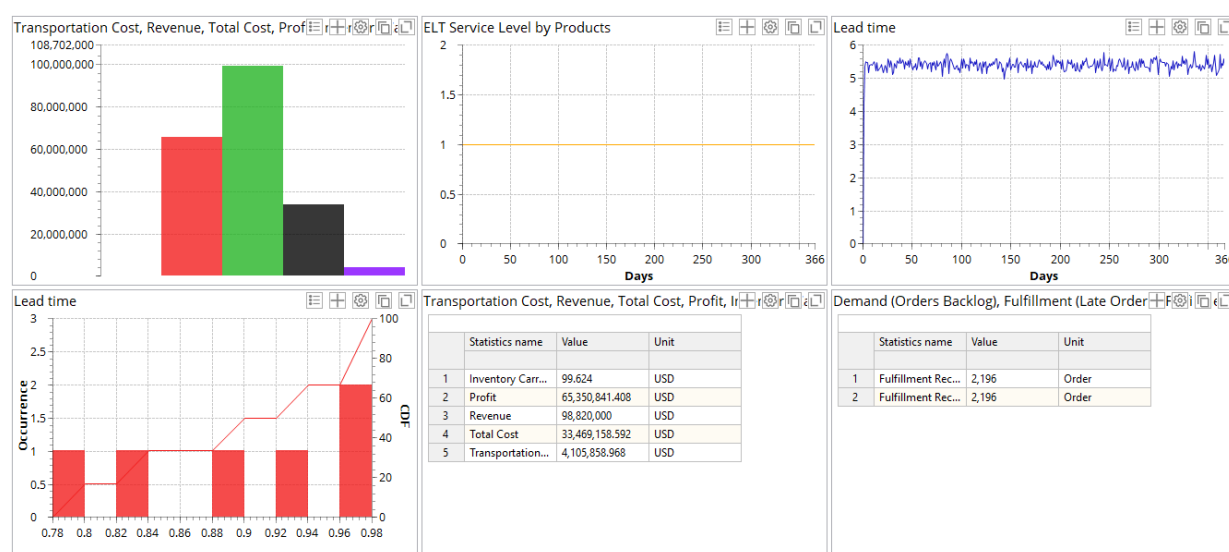 Transportation Cost, Revenue, Total Cost, Prof
108,702,000
100,000,000
80,000,000
60,000,000
40,000,000
20,000,000
0
ELT Service Level by Products
2
1.5
1
0.5
0
0 50 100 150 200 250 300 366
Days
Lead time
6
5
4
3
2
1
0
0 50 100 150 200 250 300 36
Days
Lead time
3
2.5
2
1.5
1
0.5
0
Occurrence
100
80
60
40
20
0
CDF
0.78 0.8 0.82 0.84 0.86 0.88 0.9 0.92 0.94 0.96 0.98
Transportation Cost, Revenue, Total Cost, Profit, I
Statistics name Value Unit
1 Inventory Carr... 99.624 USD
2 Profit 65,350,841.408 USD
3 Revenue 98,820,000 USD
4 Total Cost 33,469,158.592 USD
5 Transportation... 4,105,858.968 USD
Demand (Orders Backlog), Fulfillment (Late Order
Statistics name Value Unit
1 Fulfillment Rec... 2,196 Order
2 Fulfillment Rec... 2,196 Order